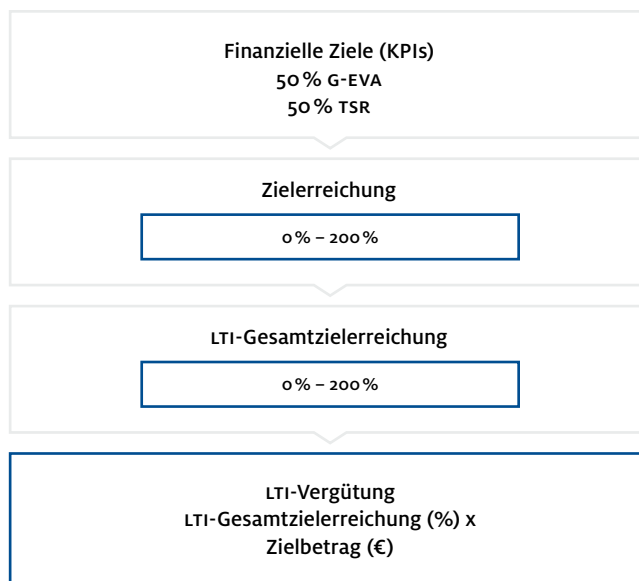 Finanzielle Ziele (KPIs)
50 % G-EVA
50 % TSR
Zielerreichung
0 % – 200 %
LTI-Gesamtzielerreichung
0 % – 200 %
LTI-Vergütung
LTI-Gesamtzielerreichung (%) x
Zielbetrag (€)